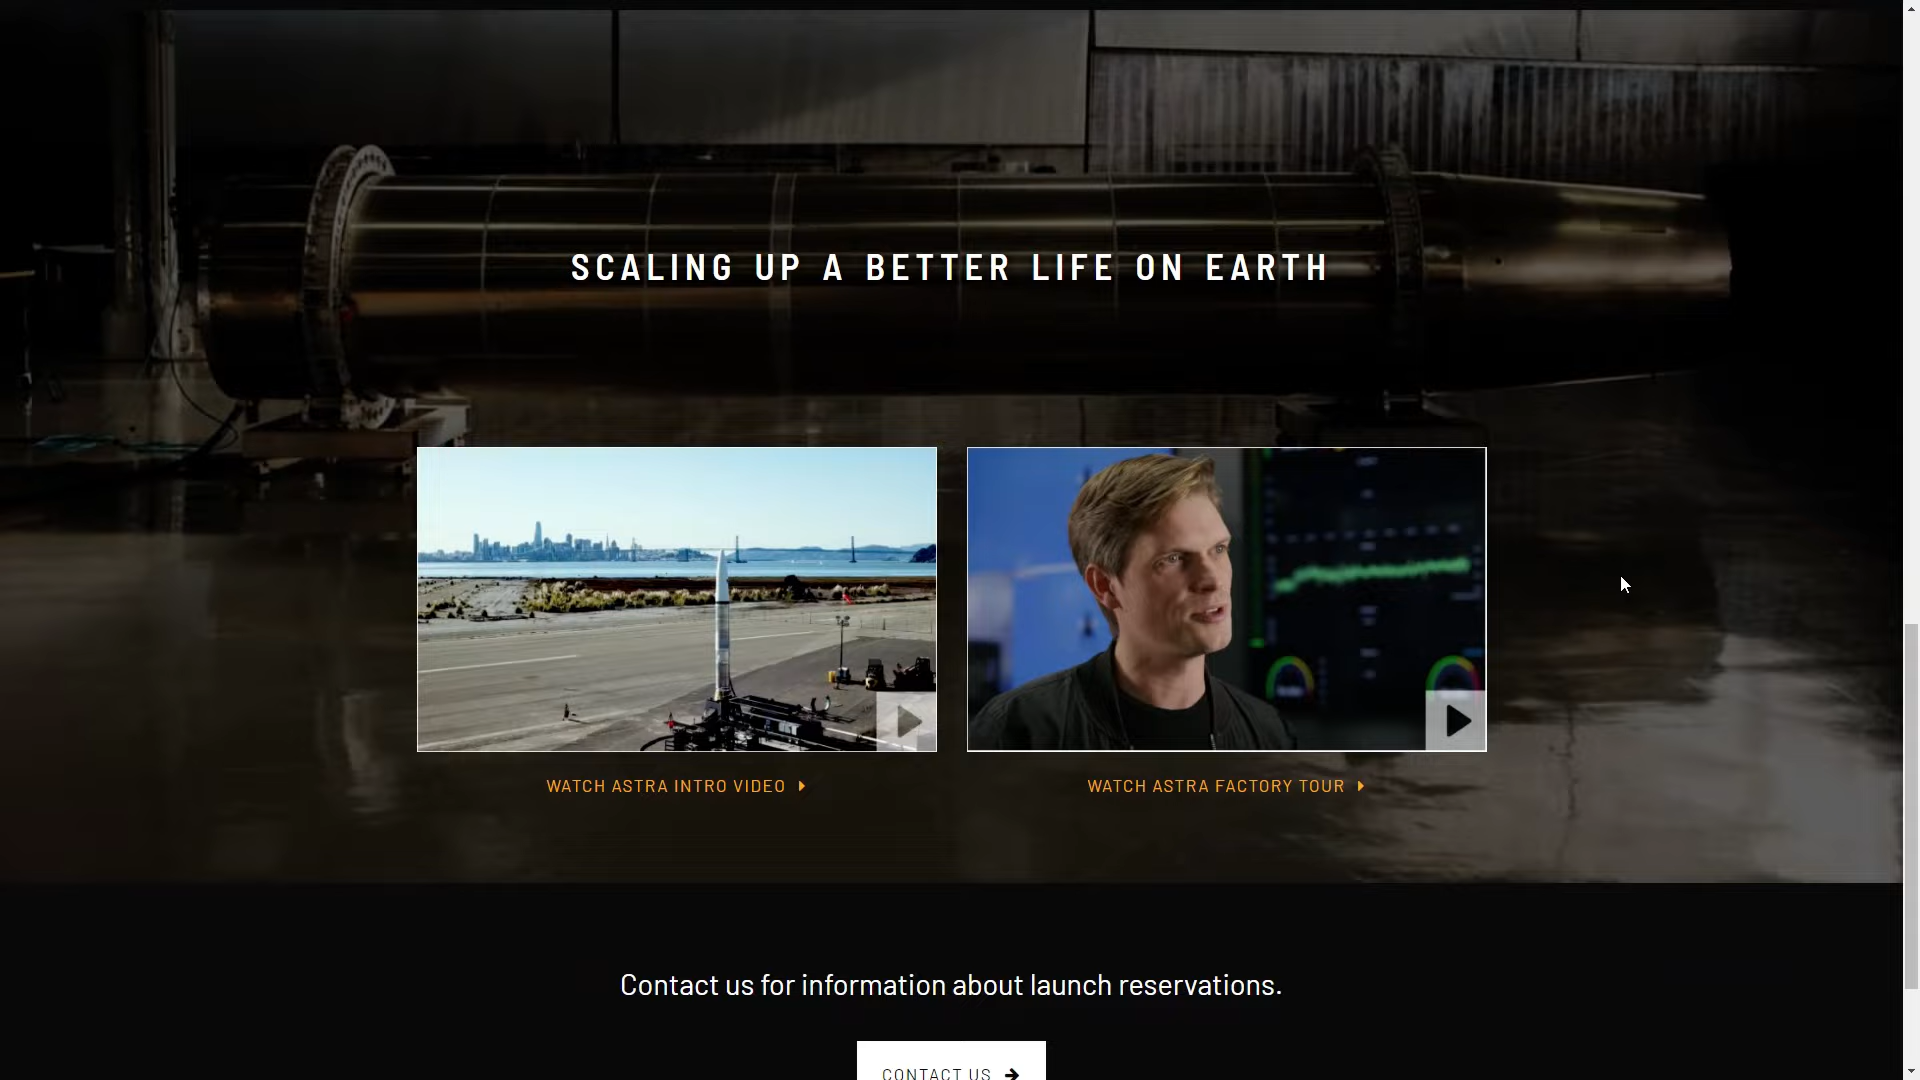 SCALING UP A BETTER LIFE ON EARTH
WATCH ASTRA INTRO VIDEO
WATCH ASTRA FACTORY TOUR
Contact us for information about launch reservations.
CONTACT US